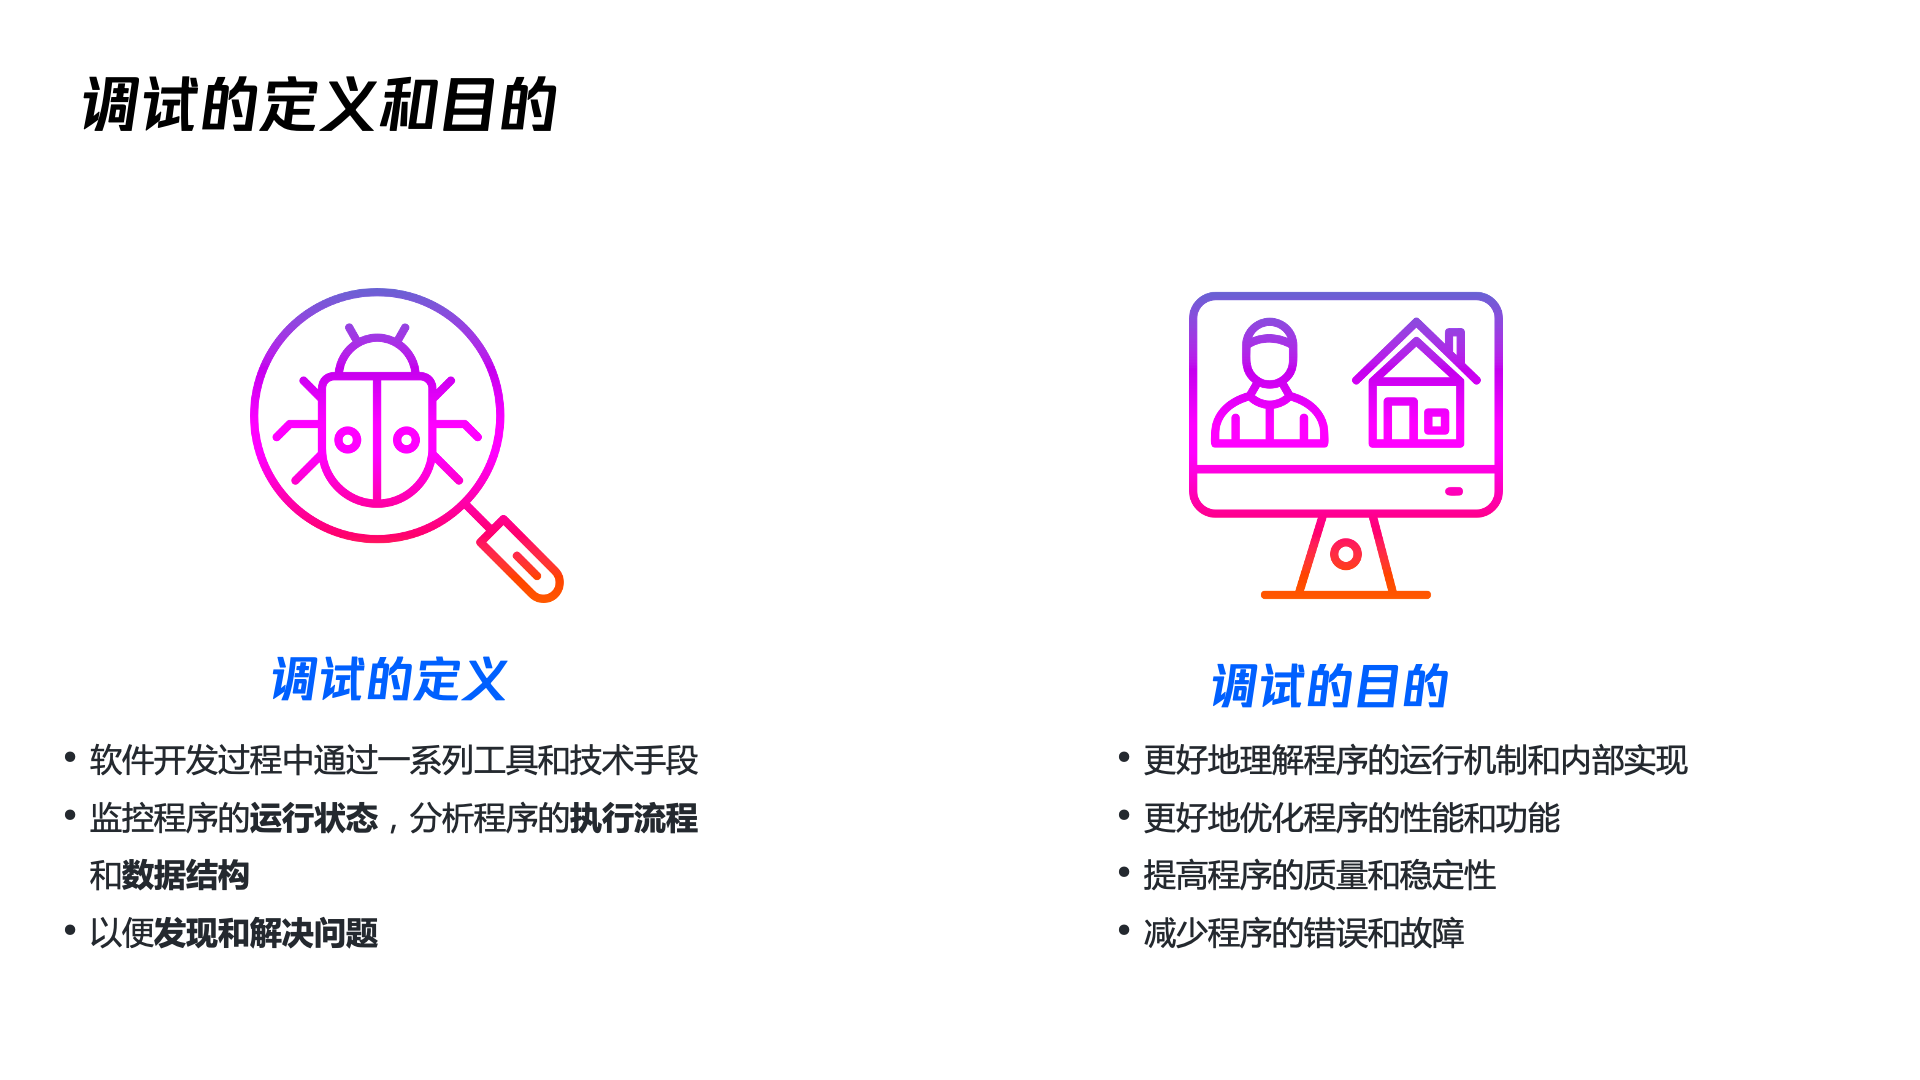 调试的定义和目的
调试的定义
• 软件开发过程中通过一系列工具和技术手段
• 监控程序的运行状态，分析程序的执行流程
和数据结构
• 以便发现和解决问题
调试的目的
• 更好地理解程序的运行机制和内部实现
• 更好地优化程序的性能和功能
• 提高程序的质量和稳定性
• 减少程序的错误和故障